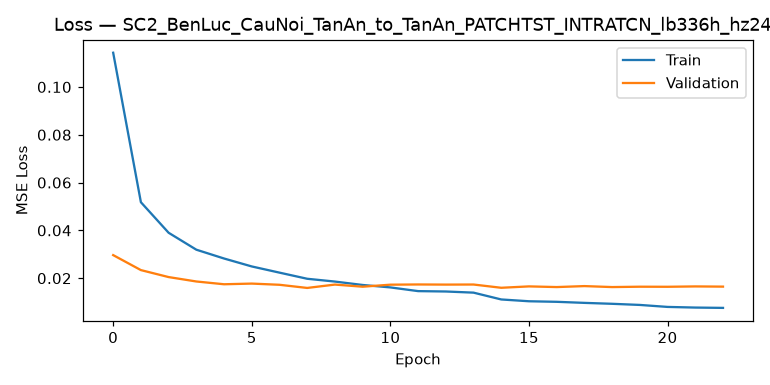 Loss — SC2_BenLuc_CauNoi_TanAn_to_TanAn_PATCHTST_INTRATCN_lb336h_hz24
Train
Validation
0.10
0.08
0.06
0.04
0.02
MSE Loss
0 5 10 15 20
Epoch